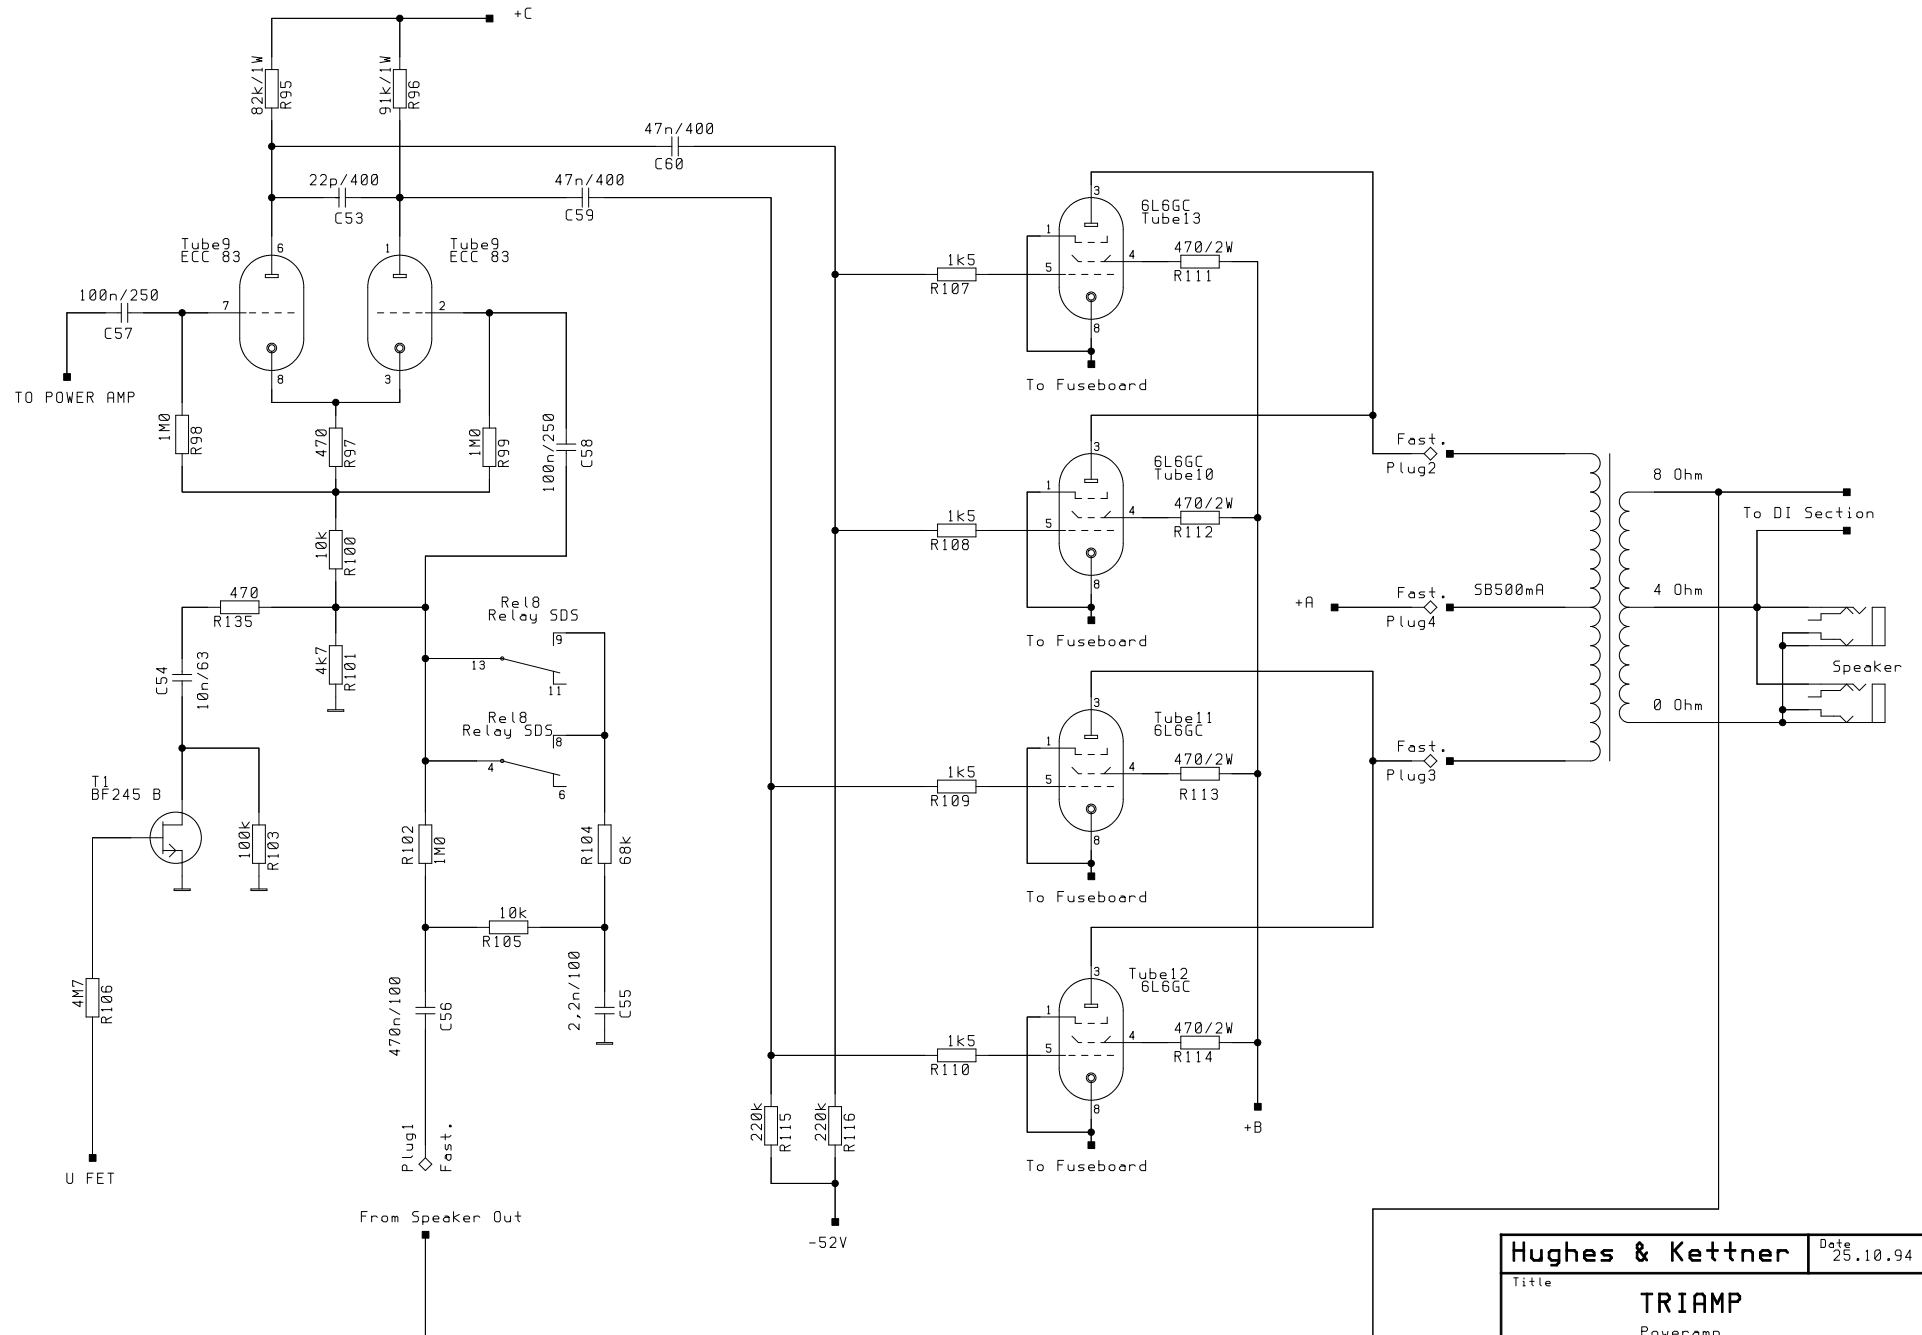 +C
82k/1W
R95
91k/1W
R96
47n/400
C60
22p/400
C53
47n/400
C59
Tube9
ECC 83
6
7
8
Tube9
ECC 83
1
2
3
100n/250
C57
TO POWER AMP
1M0
R98
470
R97
1M0
R99
100n/250
C58
10k
R100
470
R135
4k7
R101
C54
10n/63
T1
BF245 B
100k
R103
4M7
R106
U FET
Rel8
Relay SDS
9
13
11
Rel8
Relay SDS
8
4
6
R102
1M0
R104
68k
10k
R105
470n/100
C56
2,2n/100
C55
Plug1
Fast.
From Speaker Out
220k
R115
220k
R116
-52V
1k5
R107
3
1
5
4
8
6L6GC
Tube13
470/2W
R111
To Fuseboard
1k5
R108
3
1
5
4
8
6L6GC
Tube10
470/2W
R112
To Fuseboard
1k5
R109
3
1
5
4
8
Tube11
6L6GC
470/2W
R113
To Fuseboard
1k5
R110
3
1
5
4
8
Tube12
6L6GC
470/2W
R114
To Fuseboard
+B
Fast.
Plug2
+A
Fast.
Plug4
SB500mA
Fast.
Plug3
8 Ohm
To DI Section
4 Ohm
Speaker
0 Ohm
Hughes & Kettner
Date
25.10.94
Title
TRIAMP
Poweramp